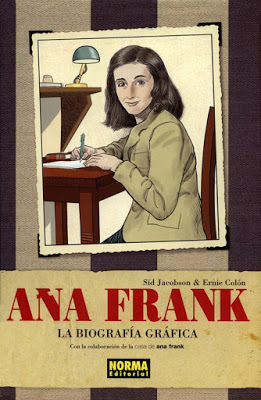 Sid Jacobson & Ernie Colón
ANA FRANK
LA BIOGRAFÍA GRÁFICA
Con la colaboración de la casa de ana frank
NORMA
Editorial